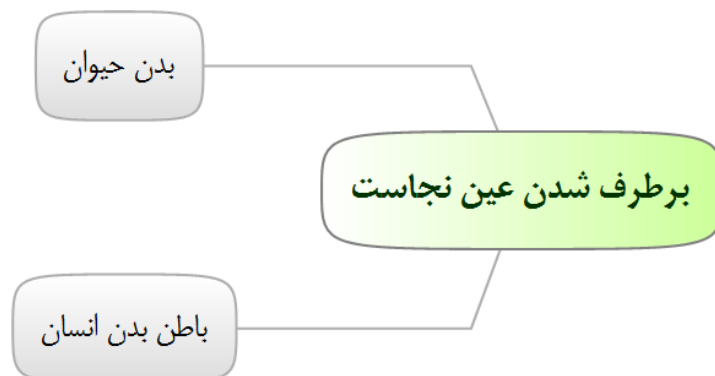 برطرف شدن عین نجاست
بدن حیوان
باطن بدن انسان